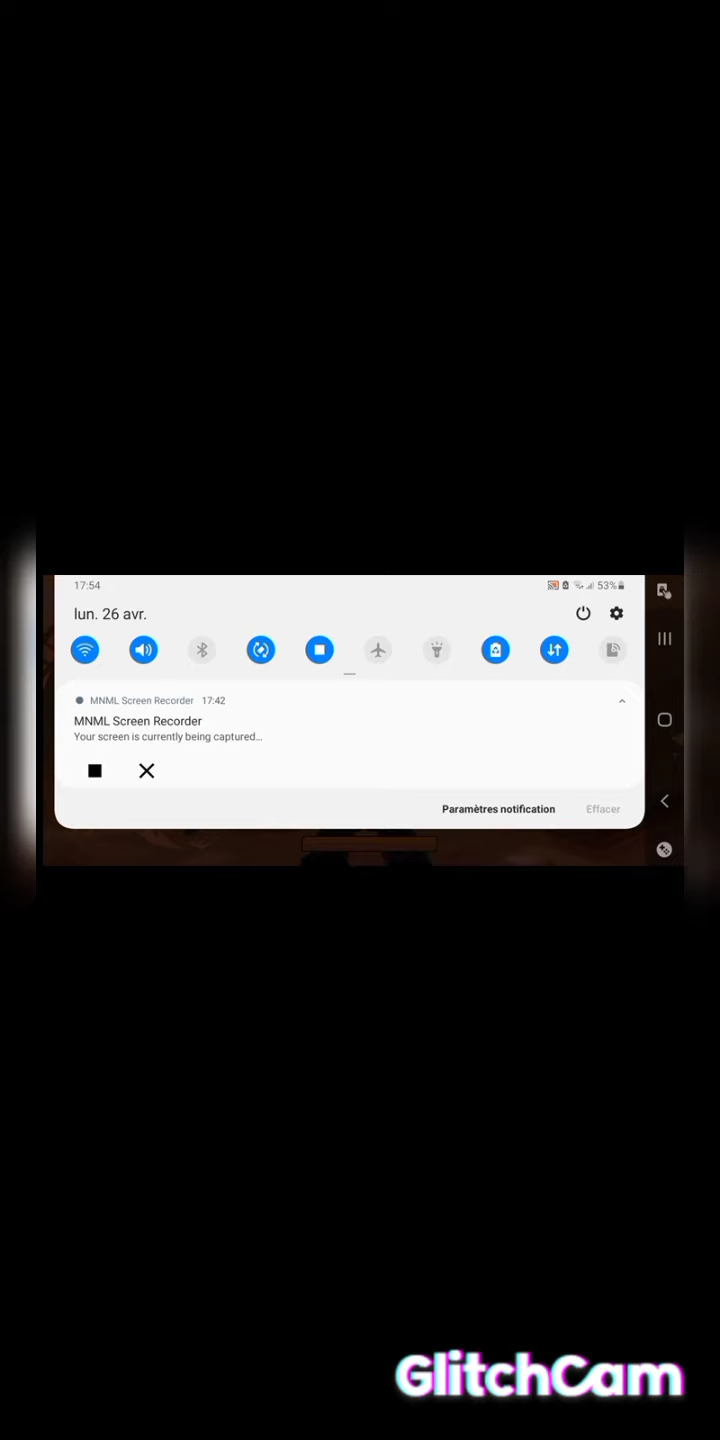 17:54
53%
lun. 26 avr.
MNML Screen Recorder 17:42
MNML Screen Recorder
Your screen is currently being captured...
Paramètres notification
Effacer
GlitchCam